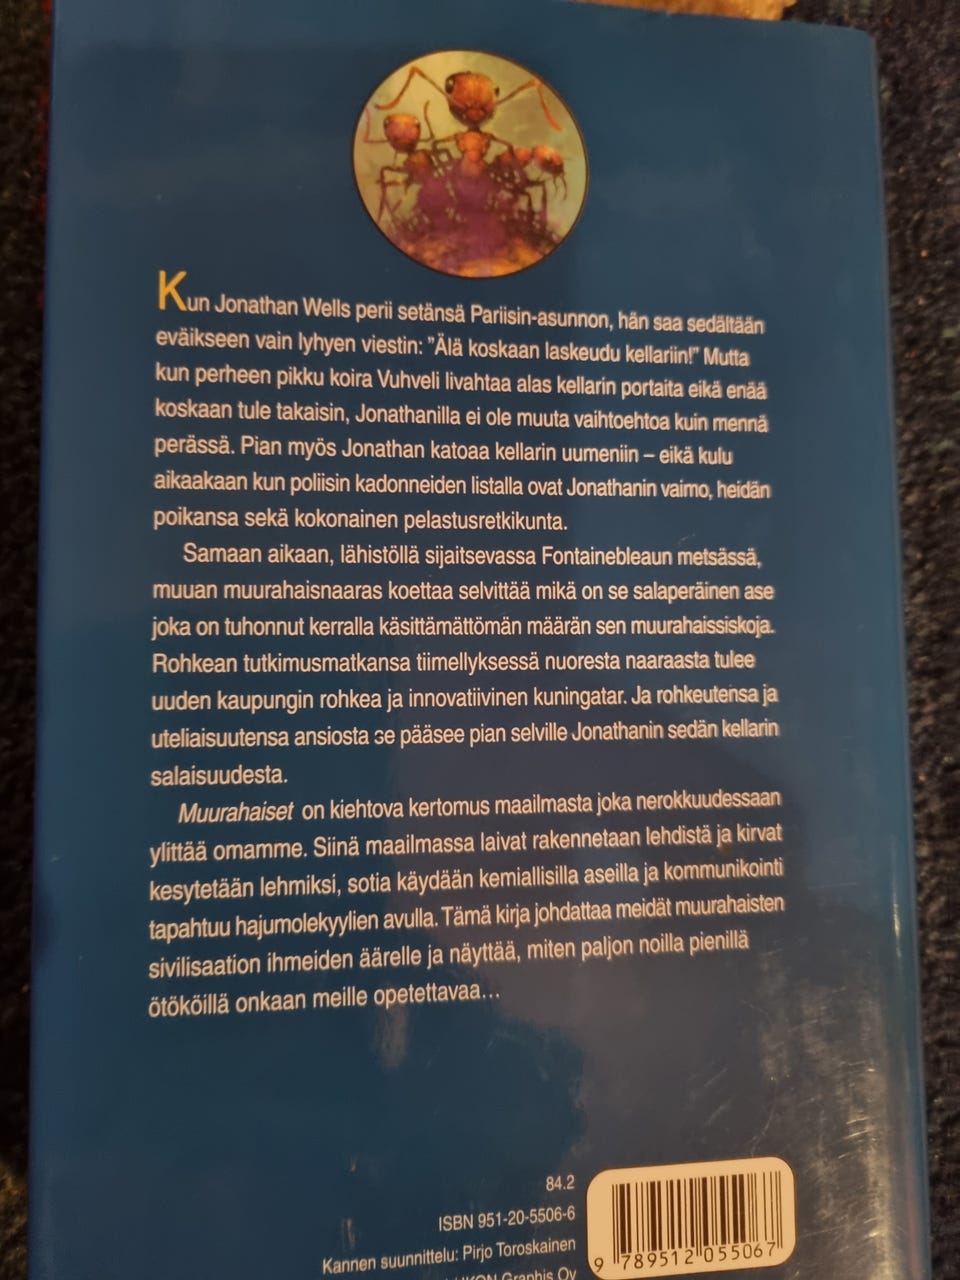 Kun Jonathan Wells perii setänsä Pariisin-asunnon, hän saa sedältään
eväikseen vain lyhyen viestin: ”Älä koskaan laskeudu kellariin!” Mutta
kun perheen pikku koira Vuhveli livahtaa alas kellarin portaita eikä enää
koskaan tule takaisin, Jonathanilla ei ole muuta vaihtoehtoa kuin mennä
perässä. Pian myös Jonathan katoaa kellarin uumeniin – eikä kulu
aikaakaan kun poliisin kadonneiden listalla ovat Jonathanin vaimo, heidän
poikansa sekä kokonainen pelastusretkikunta.
Samaan aikaan, lähistöllä sijaitsevassa Fontainebleaun metsässä,
muuan muurahaisnaaras koettaa selvittää mikä on se salaperäinen ase
joka on tuhonnut kerralla käsittämättömän määrän sen muurahaissiskoja.
Rohkean tutkimusmatkansa tiimellyksessä nuoresta naaraasta tulee
uuden kaupungin rohkea ja innovatiivinen kuningatar. Ja rohkeutensa ja
uteliaisuutensa ansiosta se pääsee pian selville Jonathanin sedän kellarin
salaisuudesta.
Muurahaiset on kiehtova kertomus maailmasta joka nerokkuudessaan
ylittää omamme. Siinä maailmassa laivat rakennetaan lehdistä ja kirvat
kesytetään lehmiksi, sotia käydään kemiallisilla aseilla ja kommunikointi
tapahtuu hajumolekyylien avulla. Tämä kirja johdattaa meidät muurahaisten
sivilisaation ihmeiden äärelle ja näyttää, miten paljon noilla pienillä
ötököillä onkaan meille opetettavaa...
84.2
ISBN 951-20-5506-6
Kannen suunnittelu: Pirjo Toroskainen
Graphis Oy
9 789512 055067